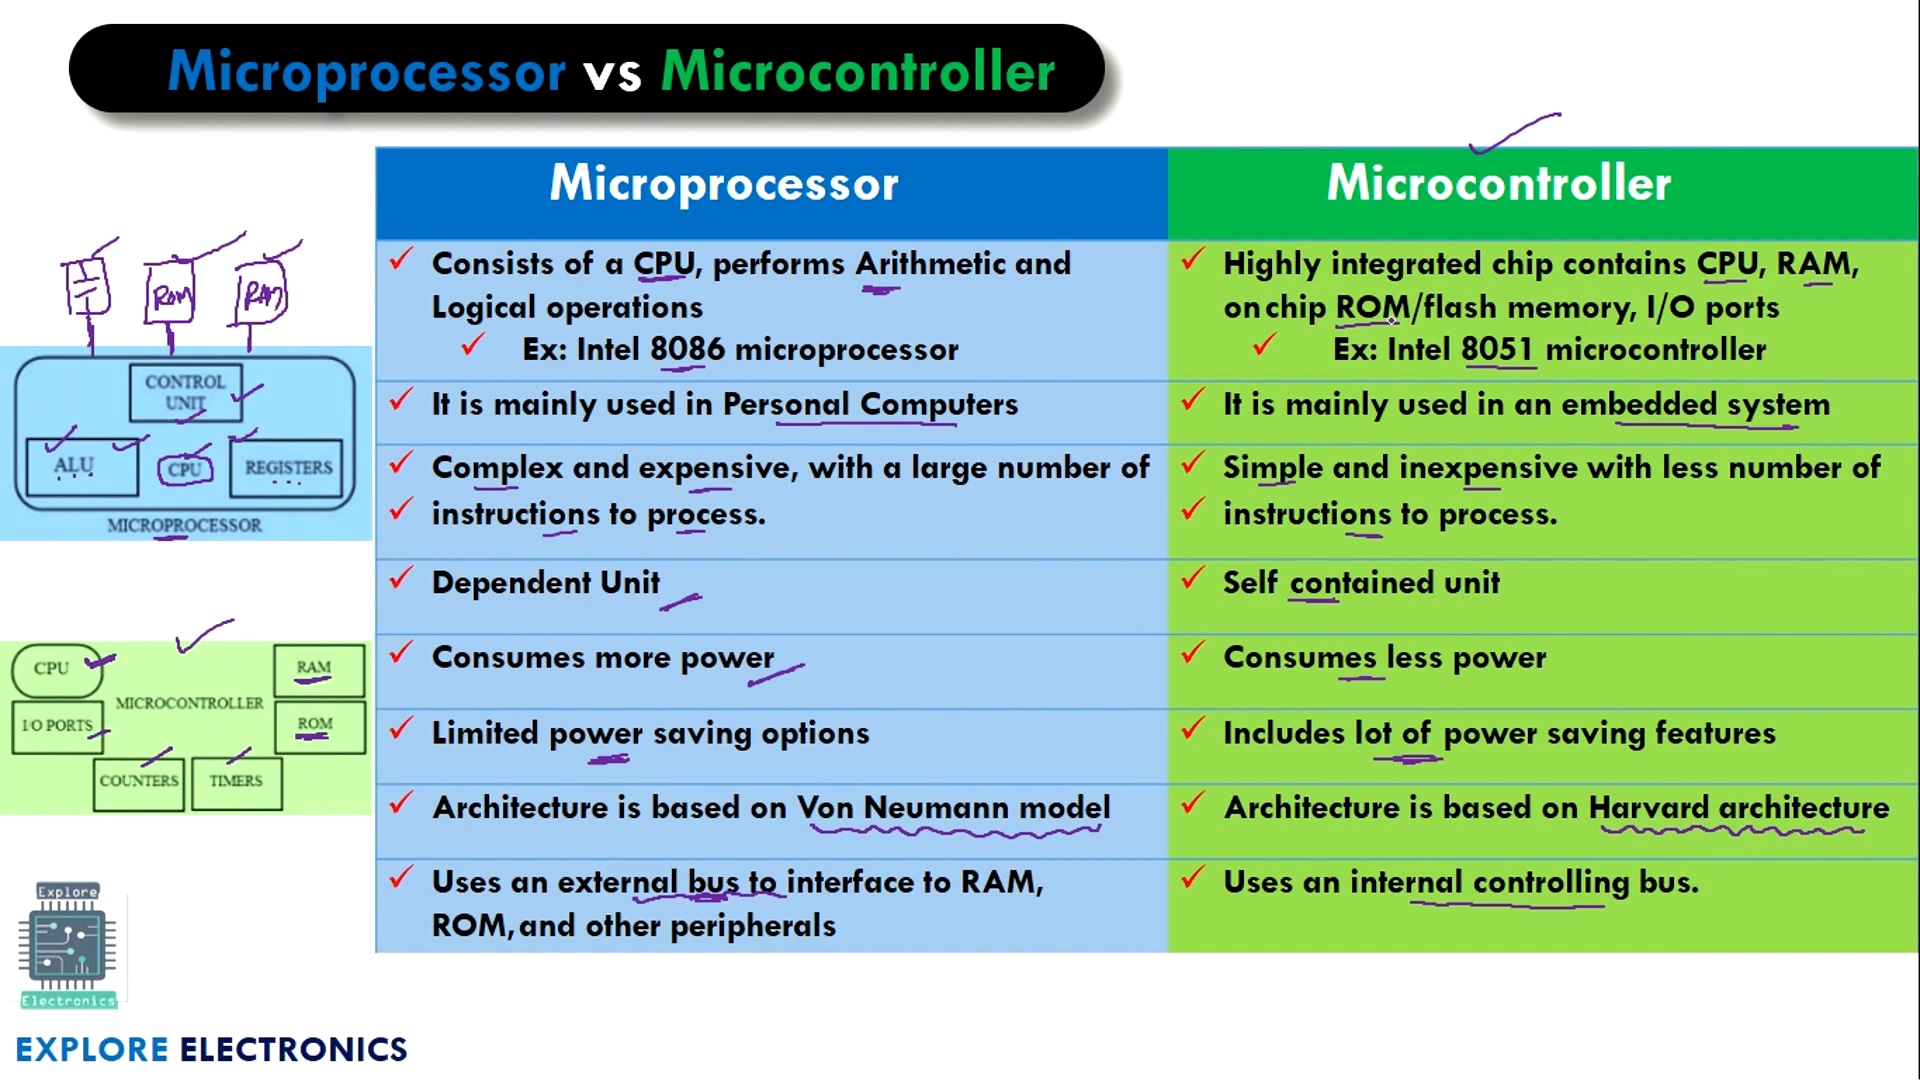 Microprocessor vs Microcontroller
Microprocessor
Consists of a CPU, performs Arithmetic and
Logical operations
Ex: Intel 8086 microprocessor
It is mainly used in Personal Computers
Complex and expensive, with a large number of
instructions to process.
Dependent Unit
Consumes more power
Limited power saving options
Architecture is based on Von Neumann model
Uses an external bus to interface to RAM,
ROM, and other peripherals
Microcontroller
Highly integrated chip contains CPU, RAM,
on chip ROM/flash memory, I/O ports
Ex: Intel 8051 microcontroller
It is mainly used in an embedded system
Simple and inexpensive with less number of
instructions to process.
Self contained unit
Consumes less power
Includes lot of power saving features
Architecture is based on Harvard architecture
Uses an internal controlling bus.
ROM
RAM
CONTROL
UNIT
ALU
CPU
REGISTERS
MICROPROCESSOR
CPU
RAM
MICROCONTROLLER
I/O PORTS
ROM
COUNTERS
TIMERS
Explore
Electronics
EXPLORE ELECTRONICS